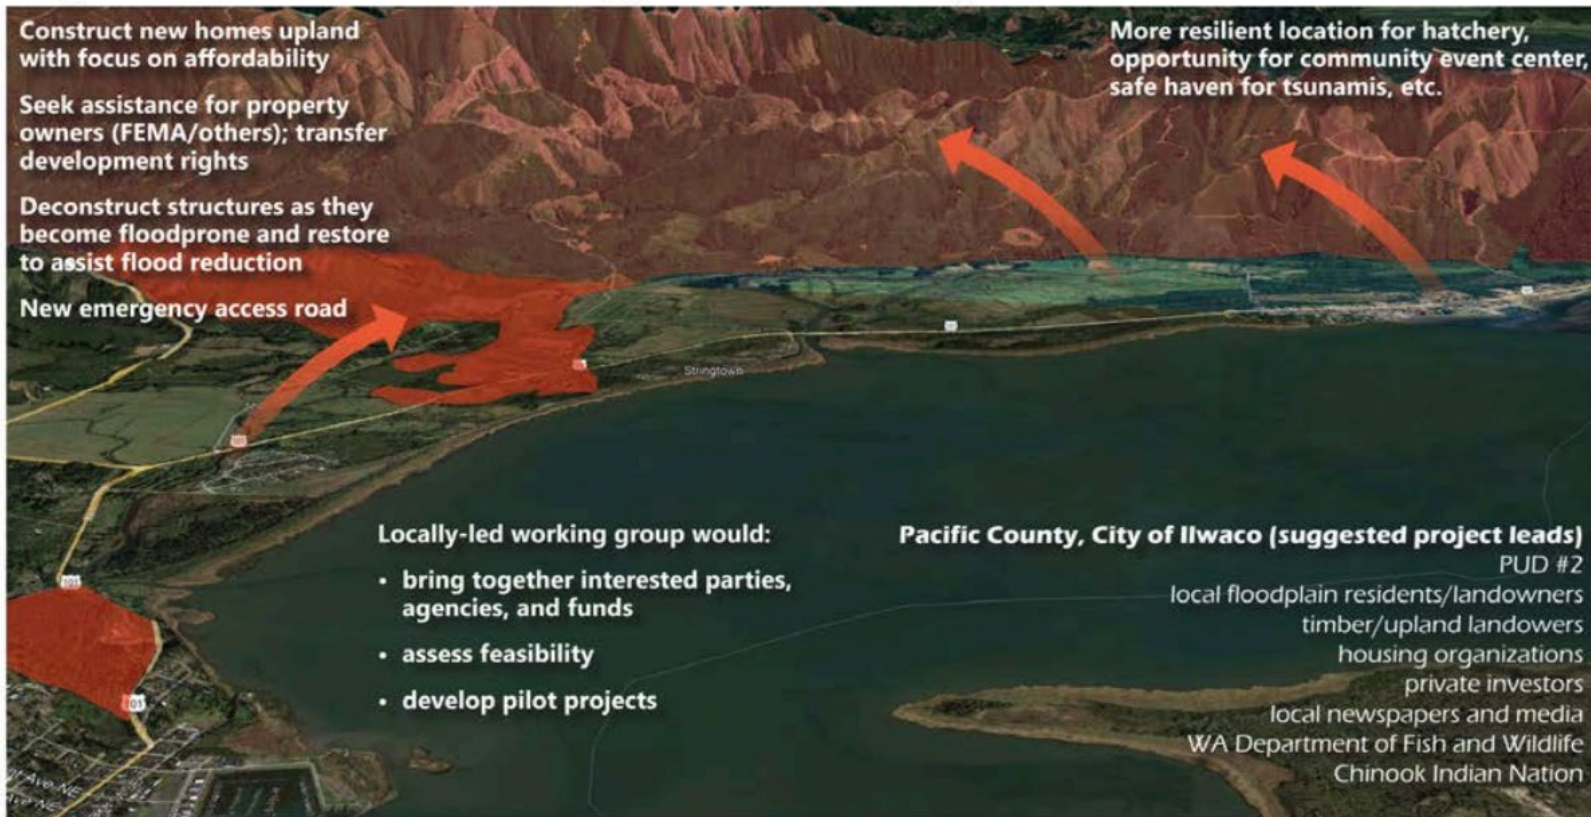 Construct new homes upland
with focus on affordability
Seek assistance for property
owners (FEMA/others); transfer
development rights
Deconstruct structures as they
become floodprone and restore
to assist flood reduction
New emergency access road
More resilient location for hatchery,
opportunity for community event center,
safe haven for tsunamis, etc.
Stringtown
101
101
101
Locally-led working group would:
• bring together interested parties,
agencies, and funds
• assess feasibility
• develop pilot projects
Pacific County, City of Ilwaco (suggested project leads)
PUD #2
local floodplain residents/landowners
timber/upland landowers
housing organizations
private investors
local newspapers and media
WA Department of Fish and Wildlife
Chinook Indian Nation
Ave NE
Ave NE